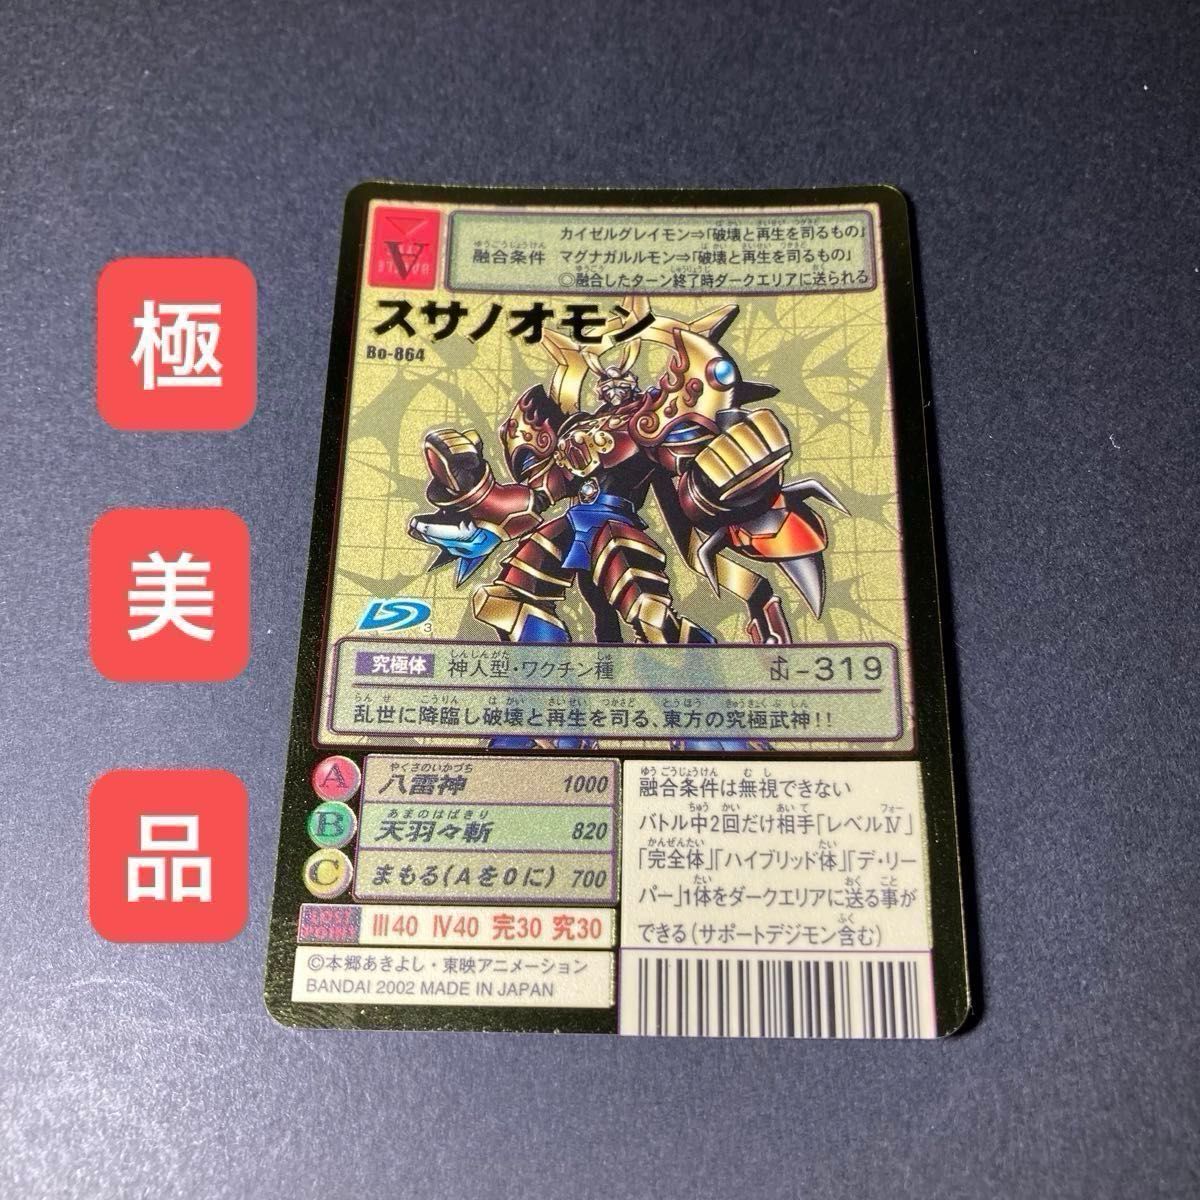 極
美
品
A
カイゼルグレイモン⇒「破壊と再生を司るもの」
融合条件 マグナガルルモン⇒「破壊と再生を司るもの」
◎融合したターン終了時ダークエリアに送られる
スサノオモン
Bo-864
3
究極体 神人型・ワクチン種 -319
乱世に降臨し破壊と再生を司る、東方の究極武神!!
A 八雷神 1000
B 天羽々斬 820
C まもる(Aを0に) 700
LOST POINT Ⅲ40 Ⅳ40 完30 究30
©本郷あきよし・東映アニメーション
BANDAI 2002 MADE IN JAPAN
融合条件は無視できない
バトル中2回だけ相手「レベルⅣ」
「完全体」「ハイブリッド体」「デ・リー
パー」1体をダークエリアに送る事が
できる(サポートデジモン含む)